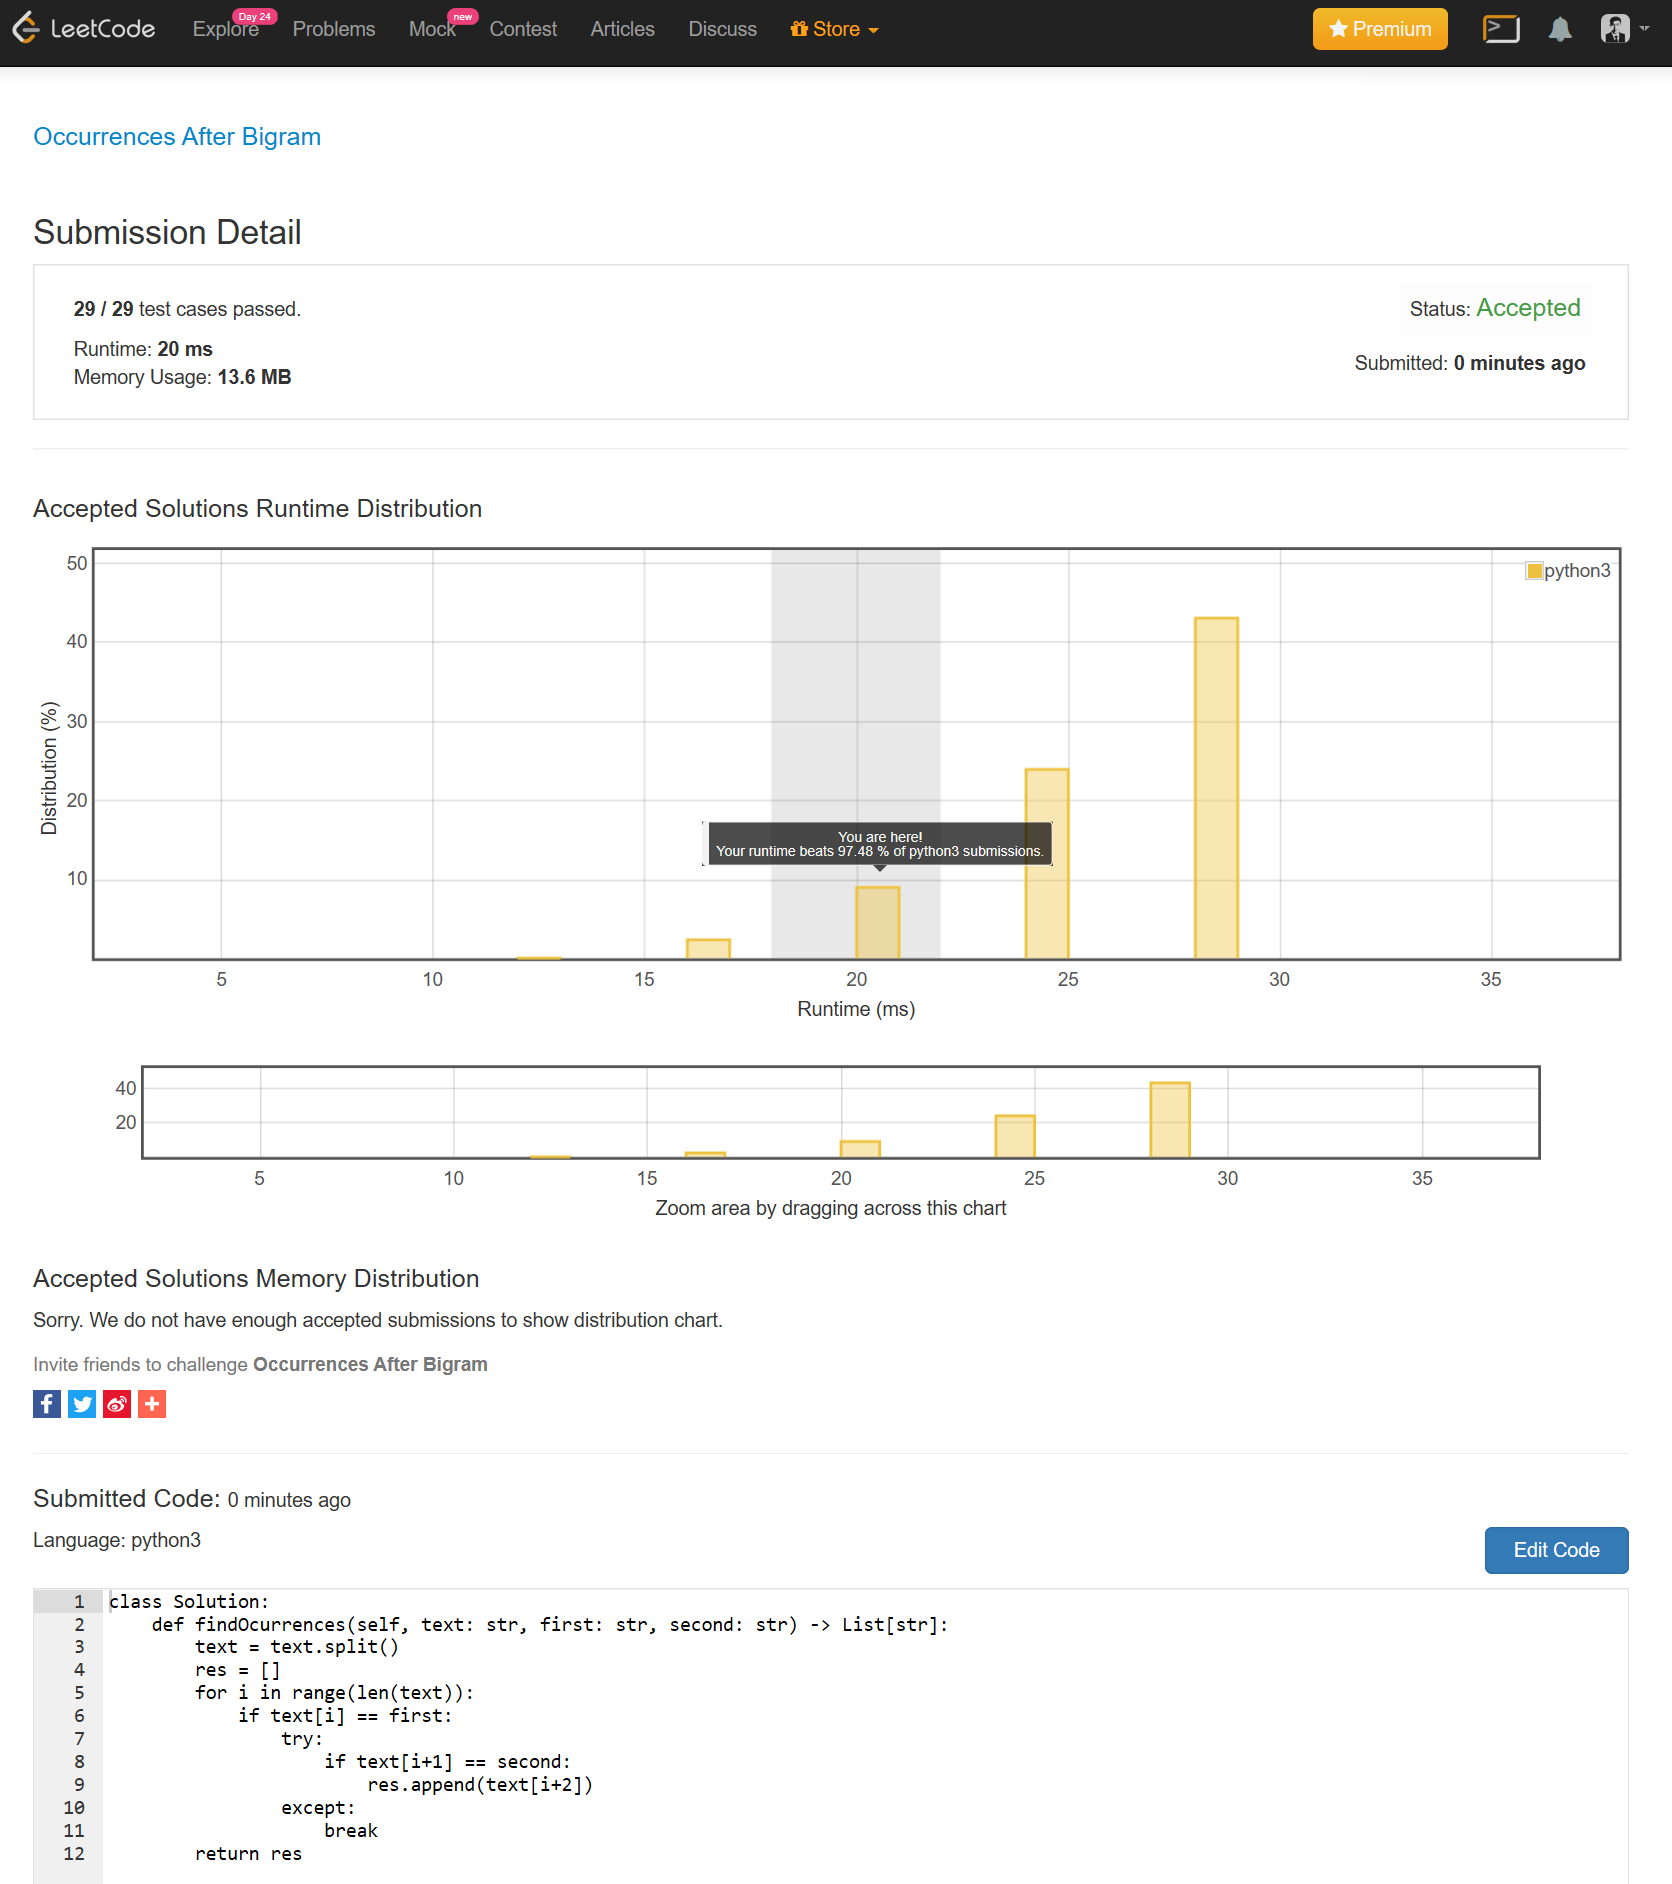 LeetCode Explore Day 24 Problems Mock new Contest Articles Discuss Store Premium
Occurrences After Bigram
Submission Detail
29 / 29 test cases passed.
Status: Accepted
Runtime: 20 ms
Submitted: 0 minutes ago
Memory Usage: 13.6 MB
Accepted Solutions Runtime Distribution
50
python3
40
30
20
10
Distribution (%)
You are here!
Your runtime beats 97.48 % of python3 submissions.
5 10 15 20 25 30 35
Runtime (ms)
40
20
5 10 15 20 25 30 35
Zoom area by dragging across this chart
Accepted Solutions Memory Distribution
Sorry. We do not have enough accepted submissions to show distribution chart.
Invite friends to challenge Occurrences After Bigram
Submitted Code: 0 minutes ago
Language: python3
Edit Code
1 class Solution:
2     def findOcurrences(self, text: str, first: str, second: str) -> List[str]:
3         text = text.split()
4         res = []
5         for i in range(len(text)):
6             if text[i] == first:
7                 try:
8                     if text[i+1] == second:
9                         res.append(text[i+2])
10                 except:
11                     break
12         return res